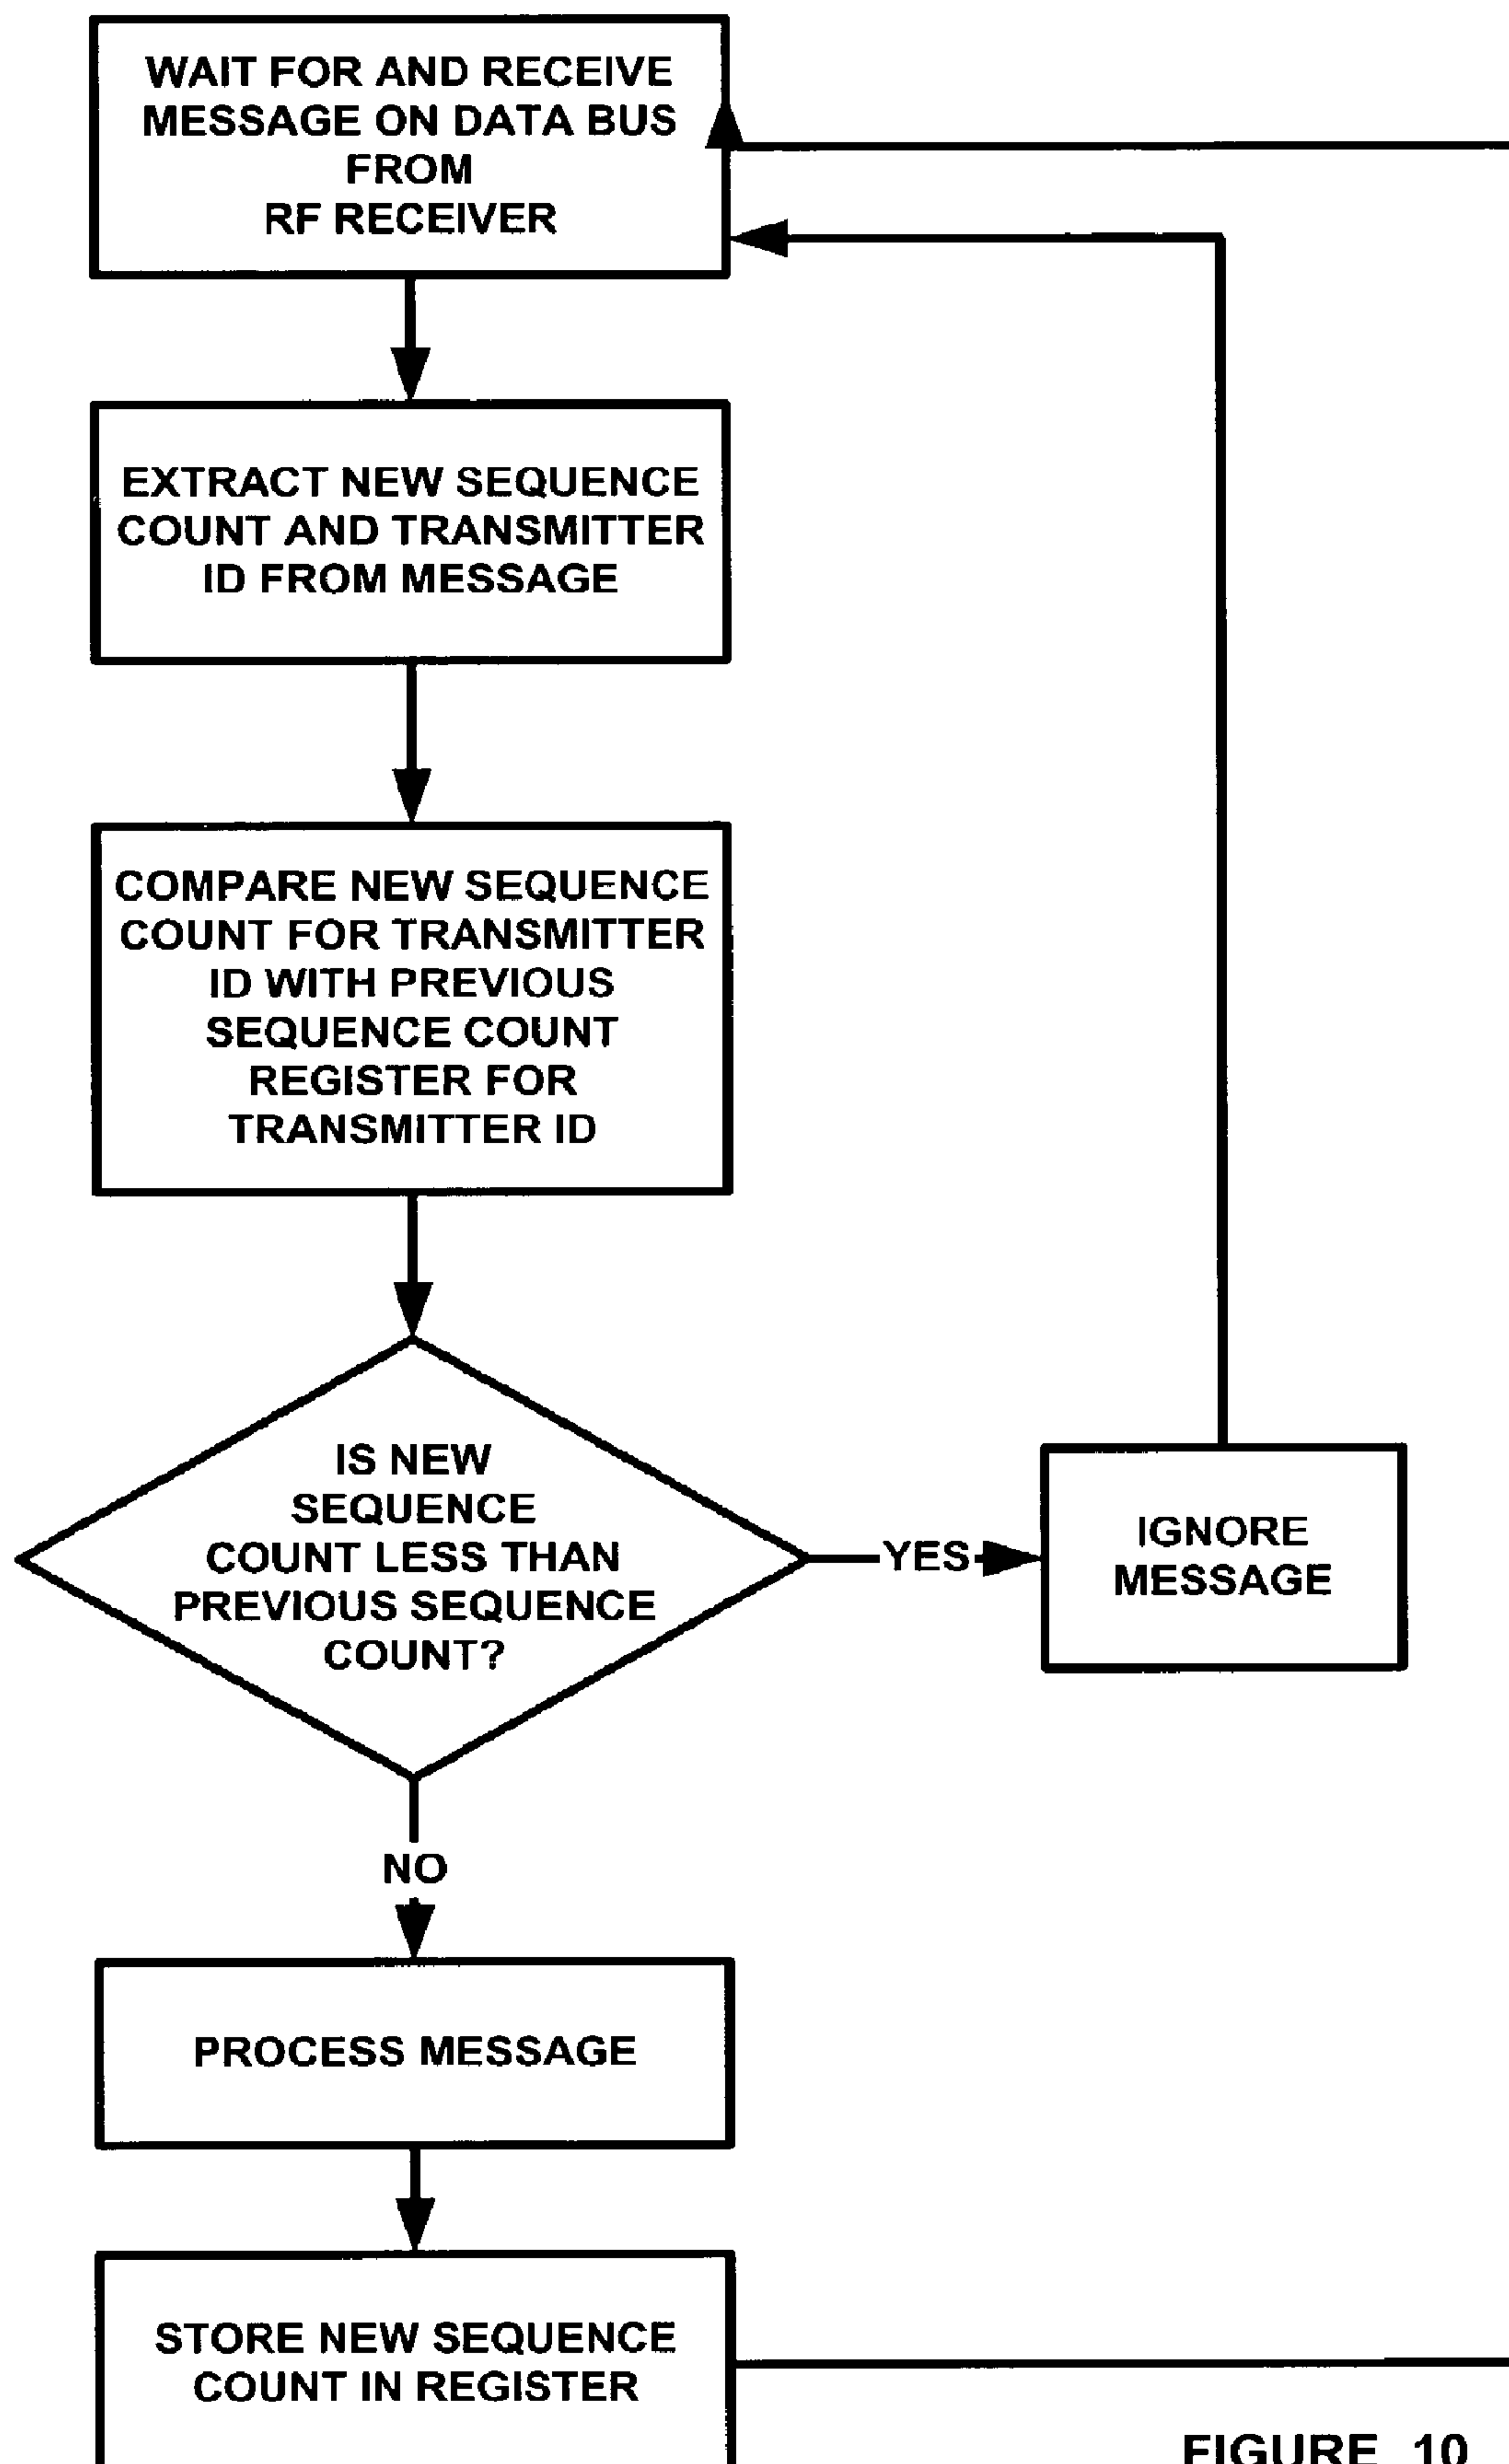 WAIT FOR AND RECEIVE
MESSAGE ON DATA BUS
FROM
RF RECEIVER
EXTRACT NEW SEQUENCE
COUNT AND TRANSMITTER
ID FROM MESSAGE
COMPARE NEW SEQUENCE
COUNT FOR TRANSMITTER
ID WITH PREVIOUS
SEQUENCE COUNT
REGISTER FOR
TRANSMITTER ID
IS NEW
SEQUENCE
COUNT LESS THAN
PREVIOUS SEQUENCE
COUNT?
YES
IGNORE
MESSAGE
NO
PROCESS MESSAGE
STORE NEW SEQUENCE
COUNT IN REGISTER
FIGURE 10